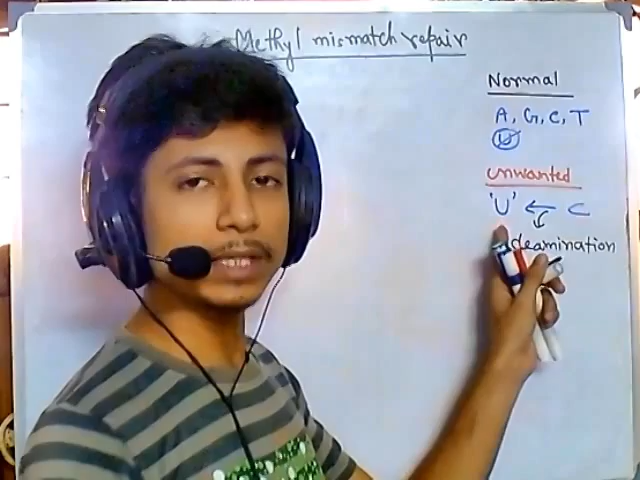 Methyl mismatch repair
Normal
A, G, C, T
U
unwanted
'U' ← C
deamination